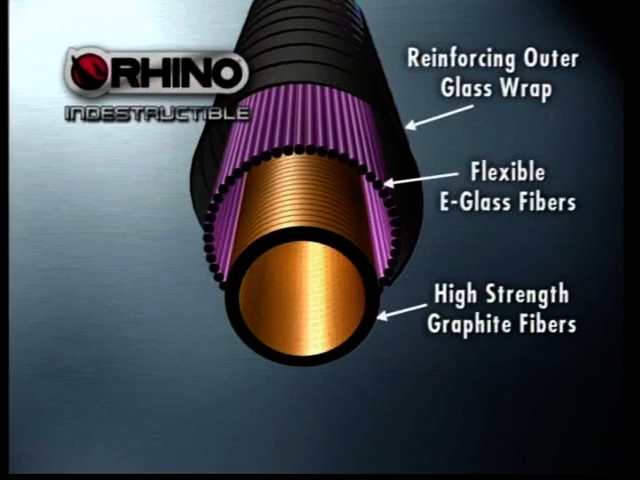 RHINO
INDESTRUCTIBLE
Reinforcing Outer
Glass Wrap
Flexible
E-Glass Fibers
High Strength
Graphite Fibers